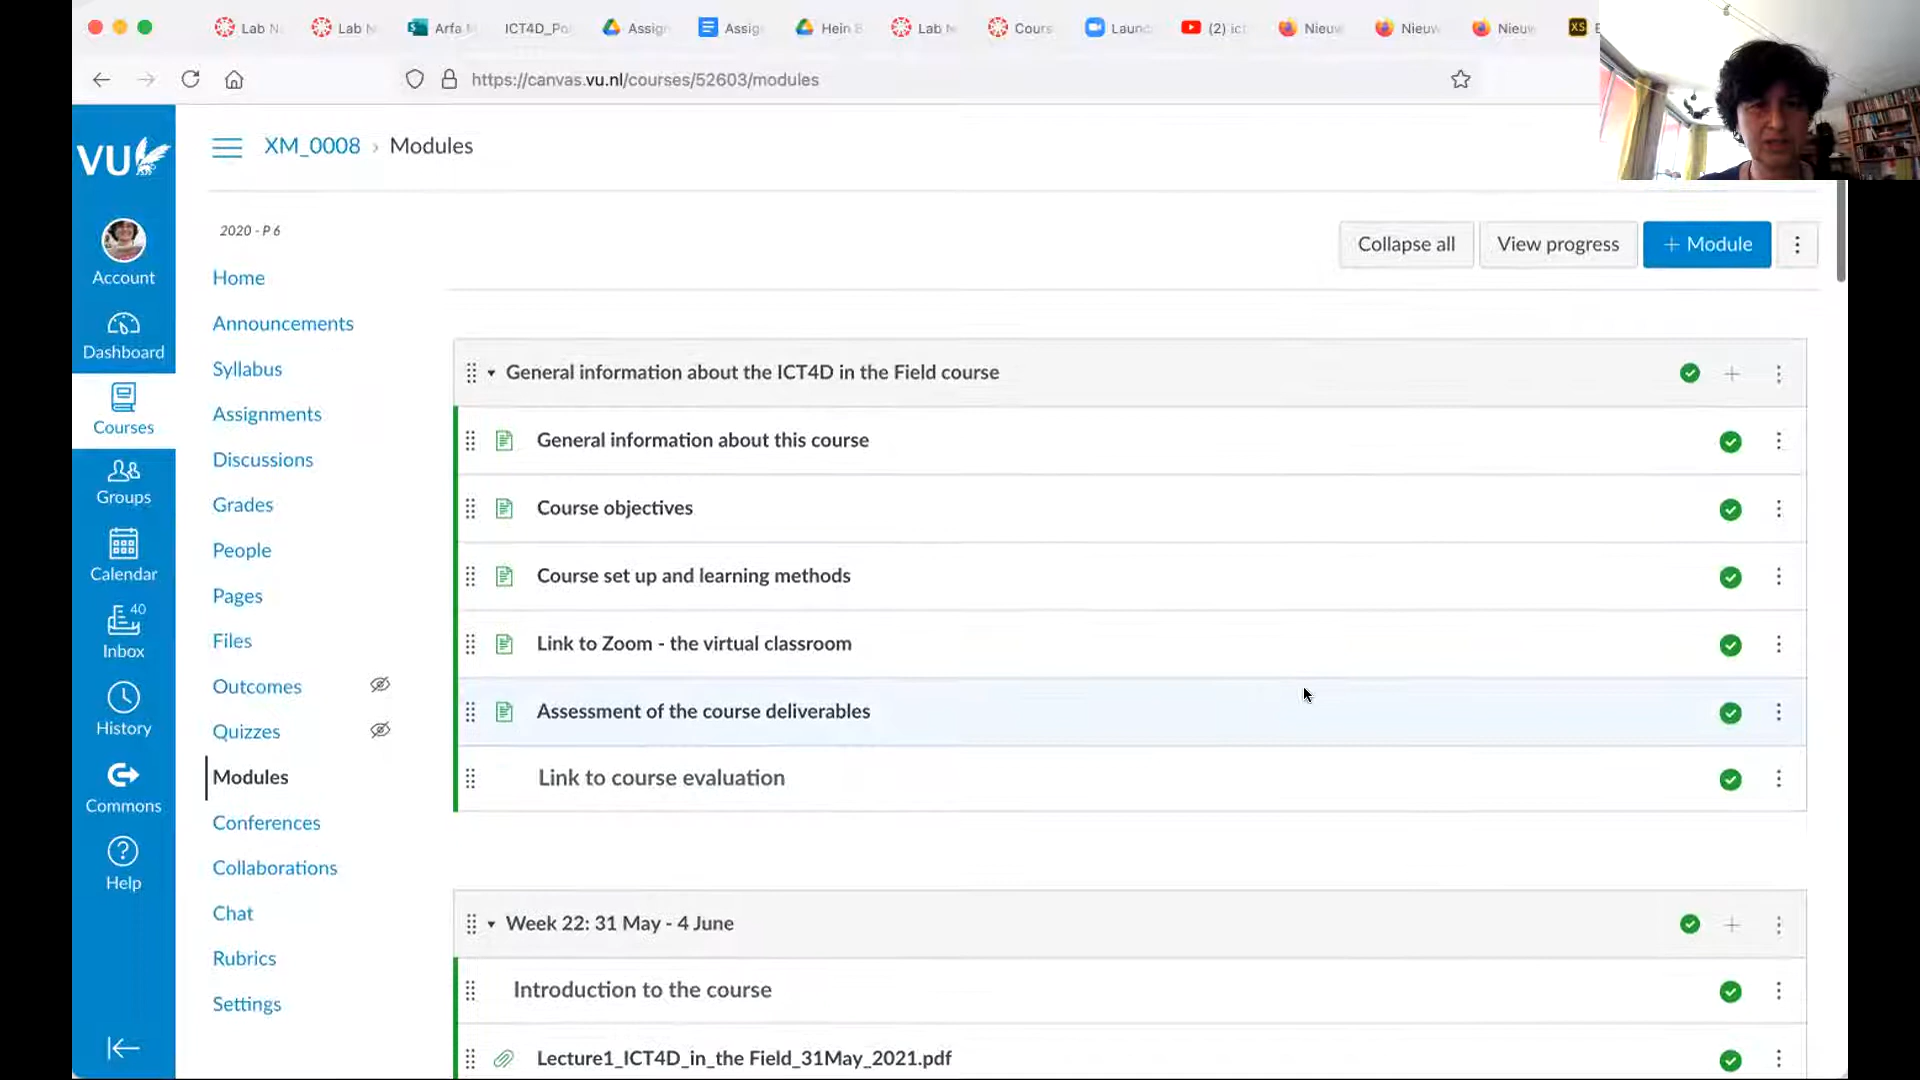 Lab N
Lab N
Arfa
ICT4D_Po
Assign
Assig
Hein B
Lab N
Cours
Launc
(2) ict
Nieuw
Nieuw
Nieuw
XS
https://canvas.vu.nl/courses/52603/modules
VU
XM_0008 › Modules
2020 - P 6
Collapse all
View progress
+ Module
Account
Dashboard
Courses
Groups
Calendar
40
Inbox
History
Commons
Help
Home
Announcements
Syllabus
Assignments
Discussions
Grades
People
Pages
Files
Outcomes
Quizzes
Modules
Conferences
Collaborations
Chat
Rubrics
Settings
General information about the ICT4D in the Field course
General information about this course
Course objectives
Course set up and learning methods
Link to Zoom - the virtual classroom
Assessment of the course deliverables
Link to course evaluation
Week 22: 31 May - 4 June
Introduction to the course
Lecture1_ICT4D_in_the Field_31May_2021.pdf